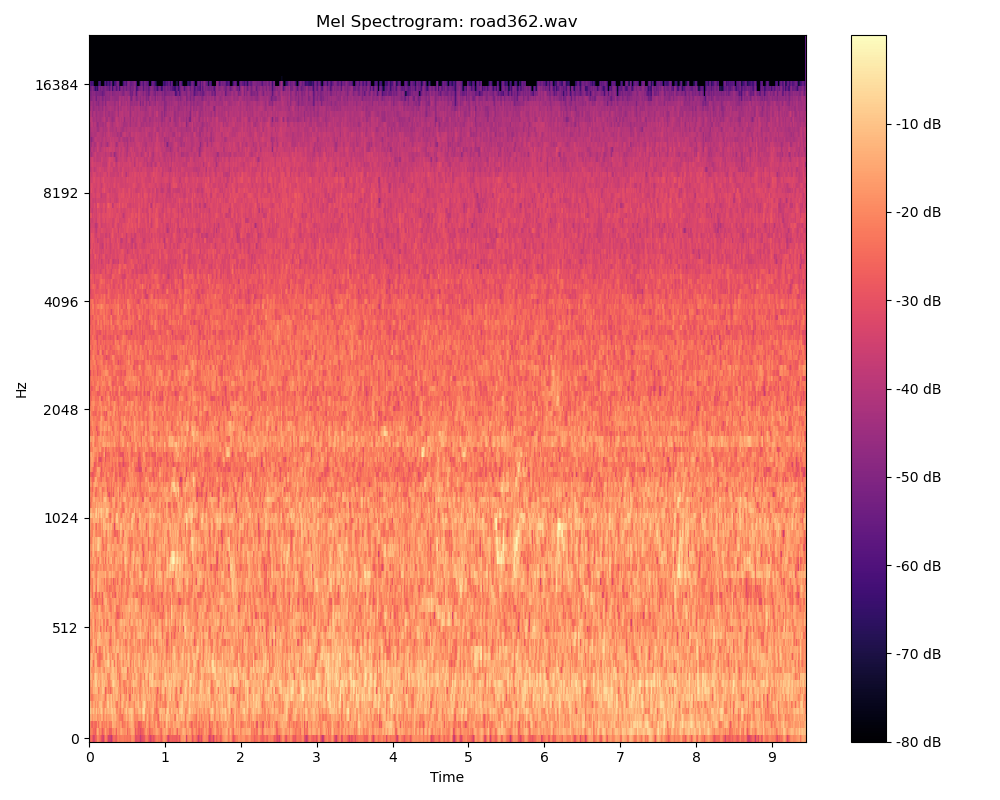 Mel Spectrogram: road362.wav
16384
8192
4096
2048
1024
512
0
Hz
0 1 2 3 4 5 6 7 8 9
Time
-10 dB
-20 dB
-30 dB
-40 dB
-50 dB
-60 dB
-70 dB
-80 dB